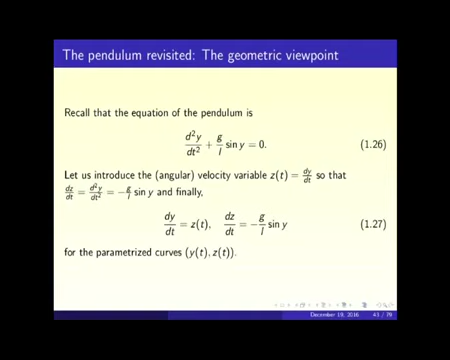 The pendulum revisited: The geometric viewpoint
Recall that the equation of the pendulum is
d²y/dt² + g/l sin y = 0. (1.26)
Let us introduce the (angular) velocity variable z(t) = dy/dt so that
dz/dt = d²y/dt² = −g/l sin y and finally,
dy/dt = z(t), dz/dt = −g/l sin y (1.27)
for the parametrized curves (y(t), z(t)).
December 19, 2016 41 / 79